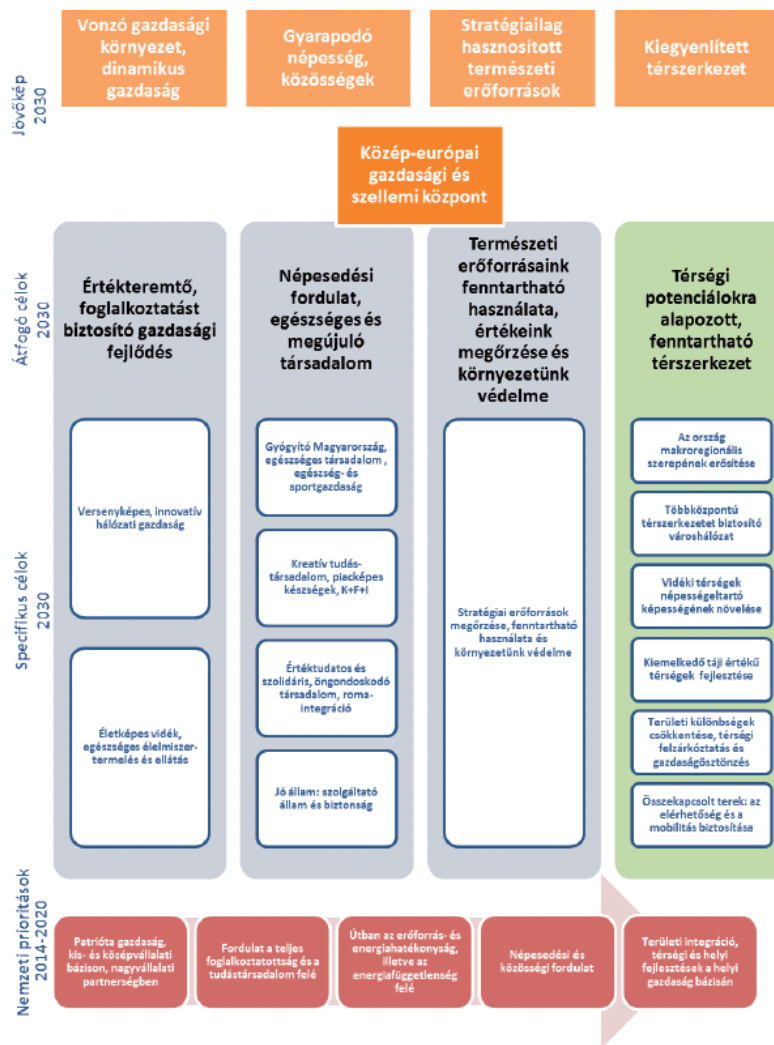 Jövőkép
2030
Vonzó gazdasági
környezet,
dinamikus
gazdaság
Gyarapodó
népesség,
közösségek
Stratégiailag
hasznosított
természeti
erőforrások
Kiegyenlített
térszerkezet
Közép-európai
gazdasági és
szellemi központ
Átfogó célok
2030
Értékteremtő,
foglalkoztatást
biztosító gazdasági
fejlődés
Népesedési
fordulat,
egészséges és
megújuló
társadalom
Természeti
erőforrásaink
fenntartható
használata,
értékeink
megőrzése és
környezetünk
védelme
Térségi
potenciálokra
alapozott,
fenntartható
térszerkezet
Specifikus célok
2030
Versenyképes, innovatív
hálózati gazdaság
Életképes vidék,
egészséges élelmiszer-
termelés és ellátás
Gyógyító Magyarország,
egészséges társadalom ,
egészség- és
sportgazdaság
Kreatív tudás-
társadalom, piacképes
készségek, K+F+I
Értéktudatos és
szolidáris, öngondoskodó
társadalom, roma-
integráció
Jó állam: szolgáltató
állam és biztonság
Stratégiai erőforrások
megőrzése, fenntartható
használata és
környezetünk védelme
Az ország
makroregionális
szerepének erősítése
Többközpontú
térszerkezetet biztosító
városhálózat
Vidéki térségek
népességeltartó
képességének növelése
Kiemelkedő táji értékű
térségek fejlesztése
Területi különbségek
csökkentése, térségi
felzárkóztatás és
gazdaságösztönzés
Összekapcsolt terek: az
elérhetőség és a
mobilitás biztosítása
Nemzeti prioritások
2014-2020
Patrióta gazdaság,
kis- és középvállalati
bázison, nagyvállalati
partnerségben
Fordulat a teljes
foglalkoztatottság és a
tudástársadalom felé
Útban az erőforrás- és
energiahatékonyság,
illetve az
energiafüggetlenség
felé
Népesedési és
közösségi fordulat
Területi integráció,
térségi és helyi
fejlesztések a helyi
gazdaság bázisán